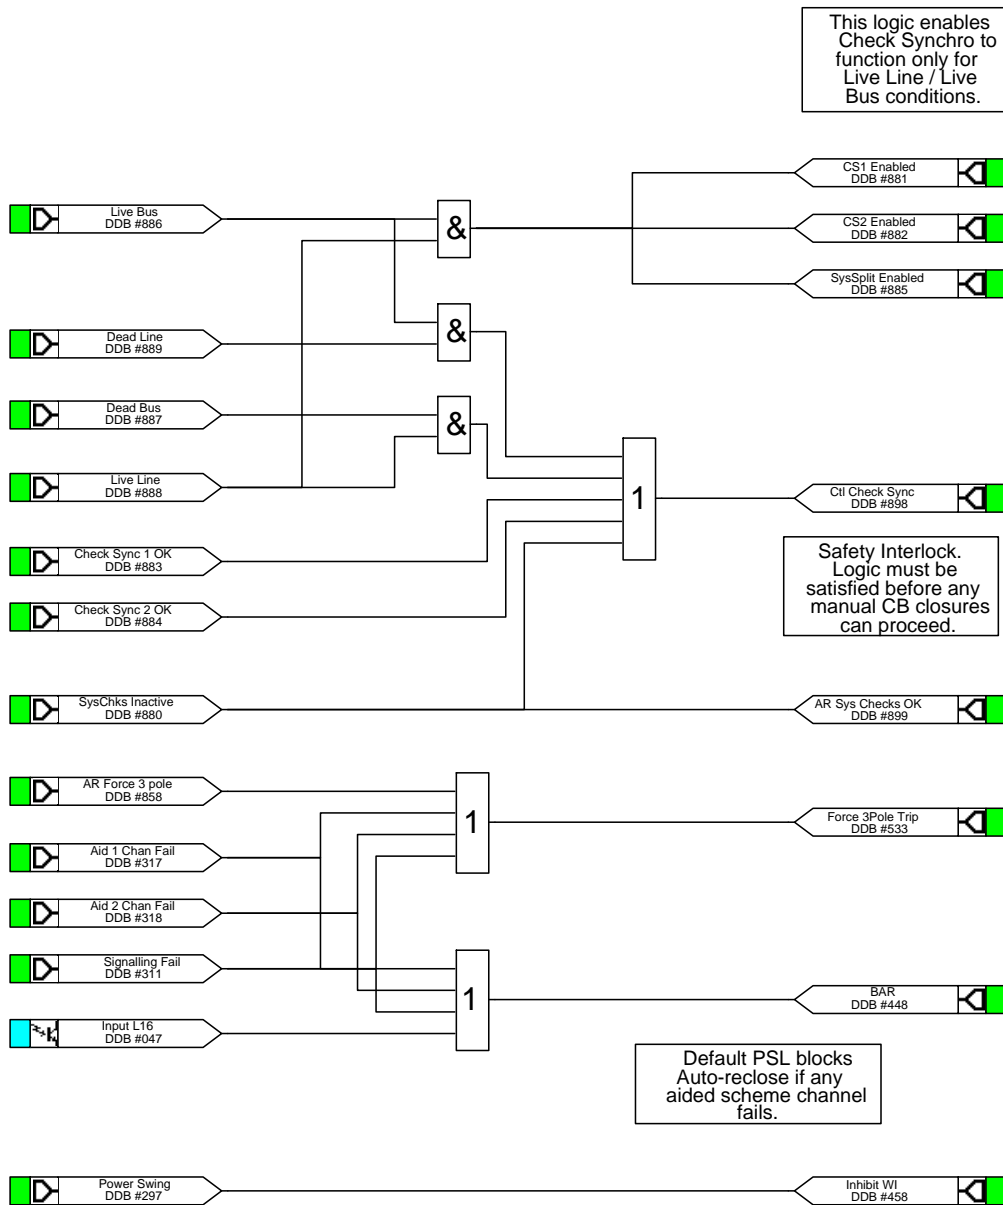 This logic enables
Check Synchro to
function only for
Live Line / Live
Bus conditions.
CS1 Enabled
DDB #881
Live Bus
DDB #886
&
CS2 Enabled
DDB #882
SysSplit Enabled
DDB #885
Dead Line
DDB #889
&
Dead Bus
DDB #887
&
Live Line
DDB #888
1
Ctl Check Sync
DDB #898
Check Sync 1 OK
DDB #883
Safety Interlock.
Logic must be
satisfied before any
manual CB closures
can proceed.
Check Sync 2 OK
DDB #884
SysChks Inactive
DDB #880
AR Sys Checks OK
DDB #899
AR Force 3 pole
DDB #858
1
Force 3Pole Trip
DDB #533
Aid 1 Chan Fail
DDB #317
Aid 2 Chan Fail
DDB #318
Signalling Fail
DDB #311
1
BAR
DDB #448
Input L16
DDB #047
Default PSL blocks
Auto-reclose if any
aided scheme channel
fails.
Power Swing
DDB #297
Inhibit WI
DDB #458